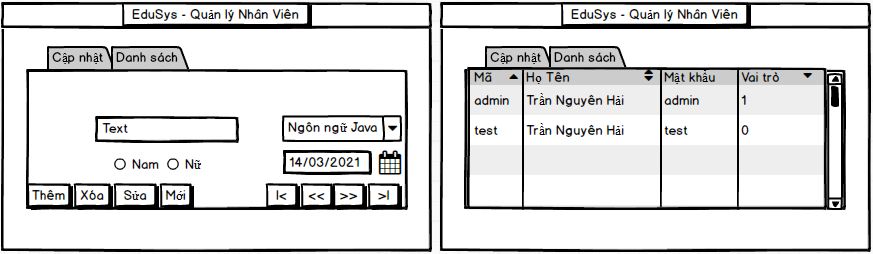 EduSys - Quản lý Nhân Viên
Cập nhật Danh sách
Text
Ngôn ngữ Java
Nam Nữ
14/03/2021
Thêm Xóa Sửa Mới |< << >> >|
EduSys - Quản lý Nhân Viên
Cập nhật Danh sách
Mã Họ Tên Mật khẩu Vai trò
admin Trần Nguyên Hải admin 1
test Trần Nguyên Hải test 0